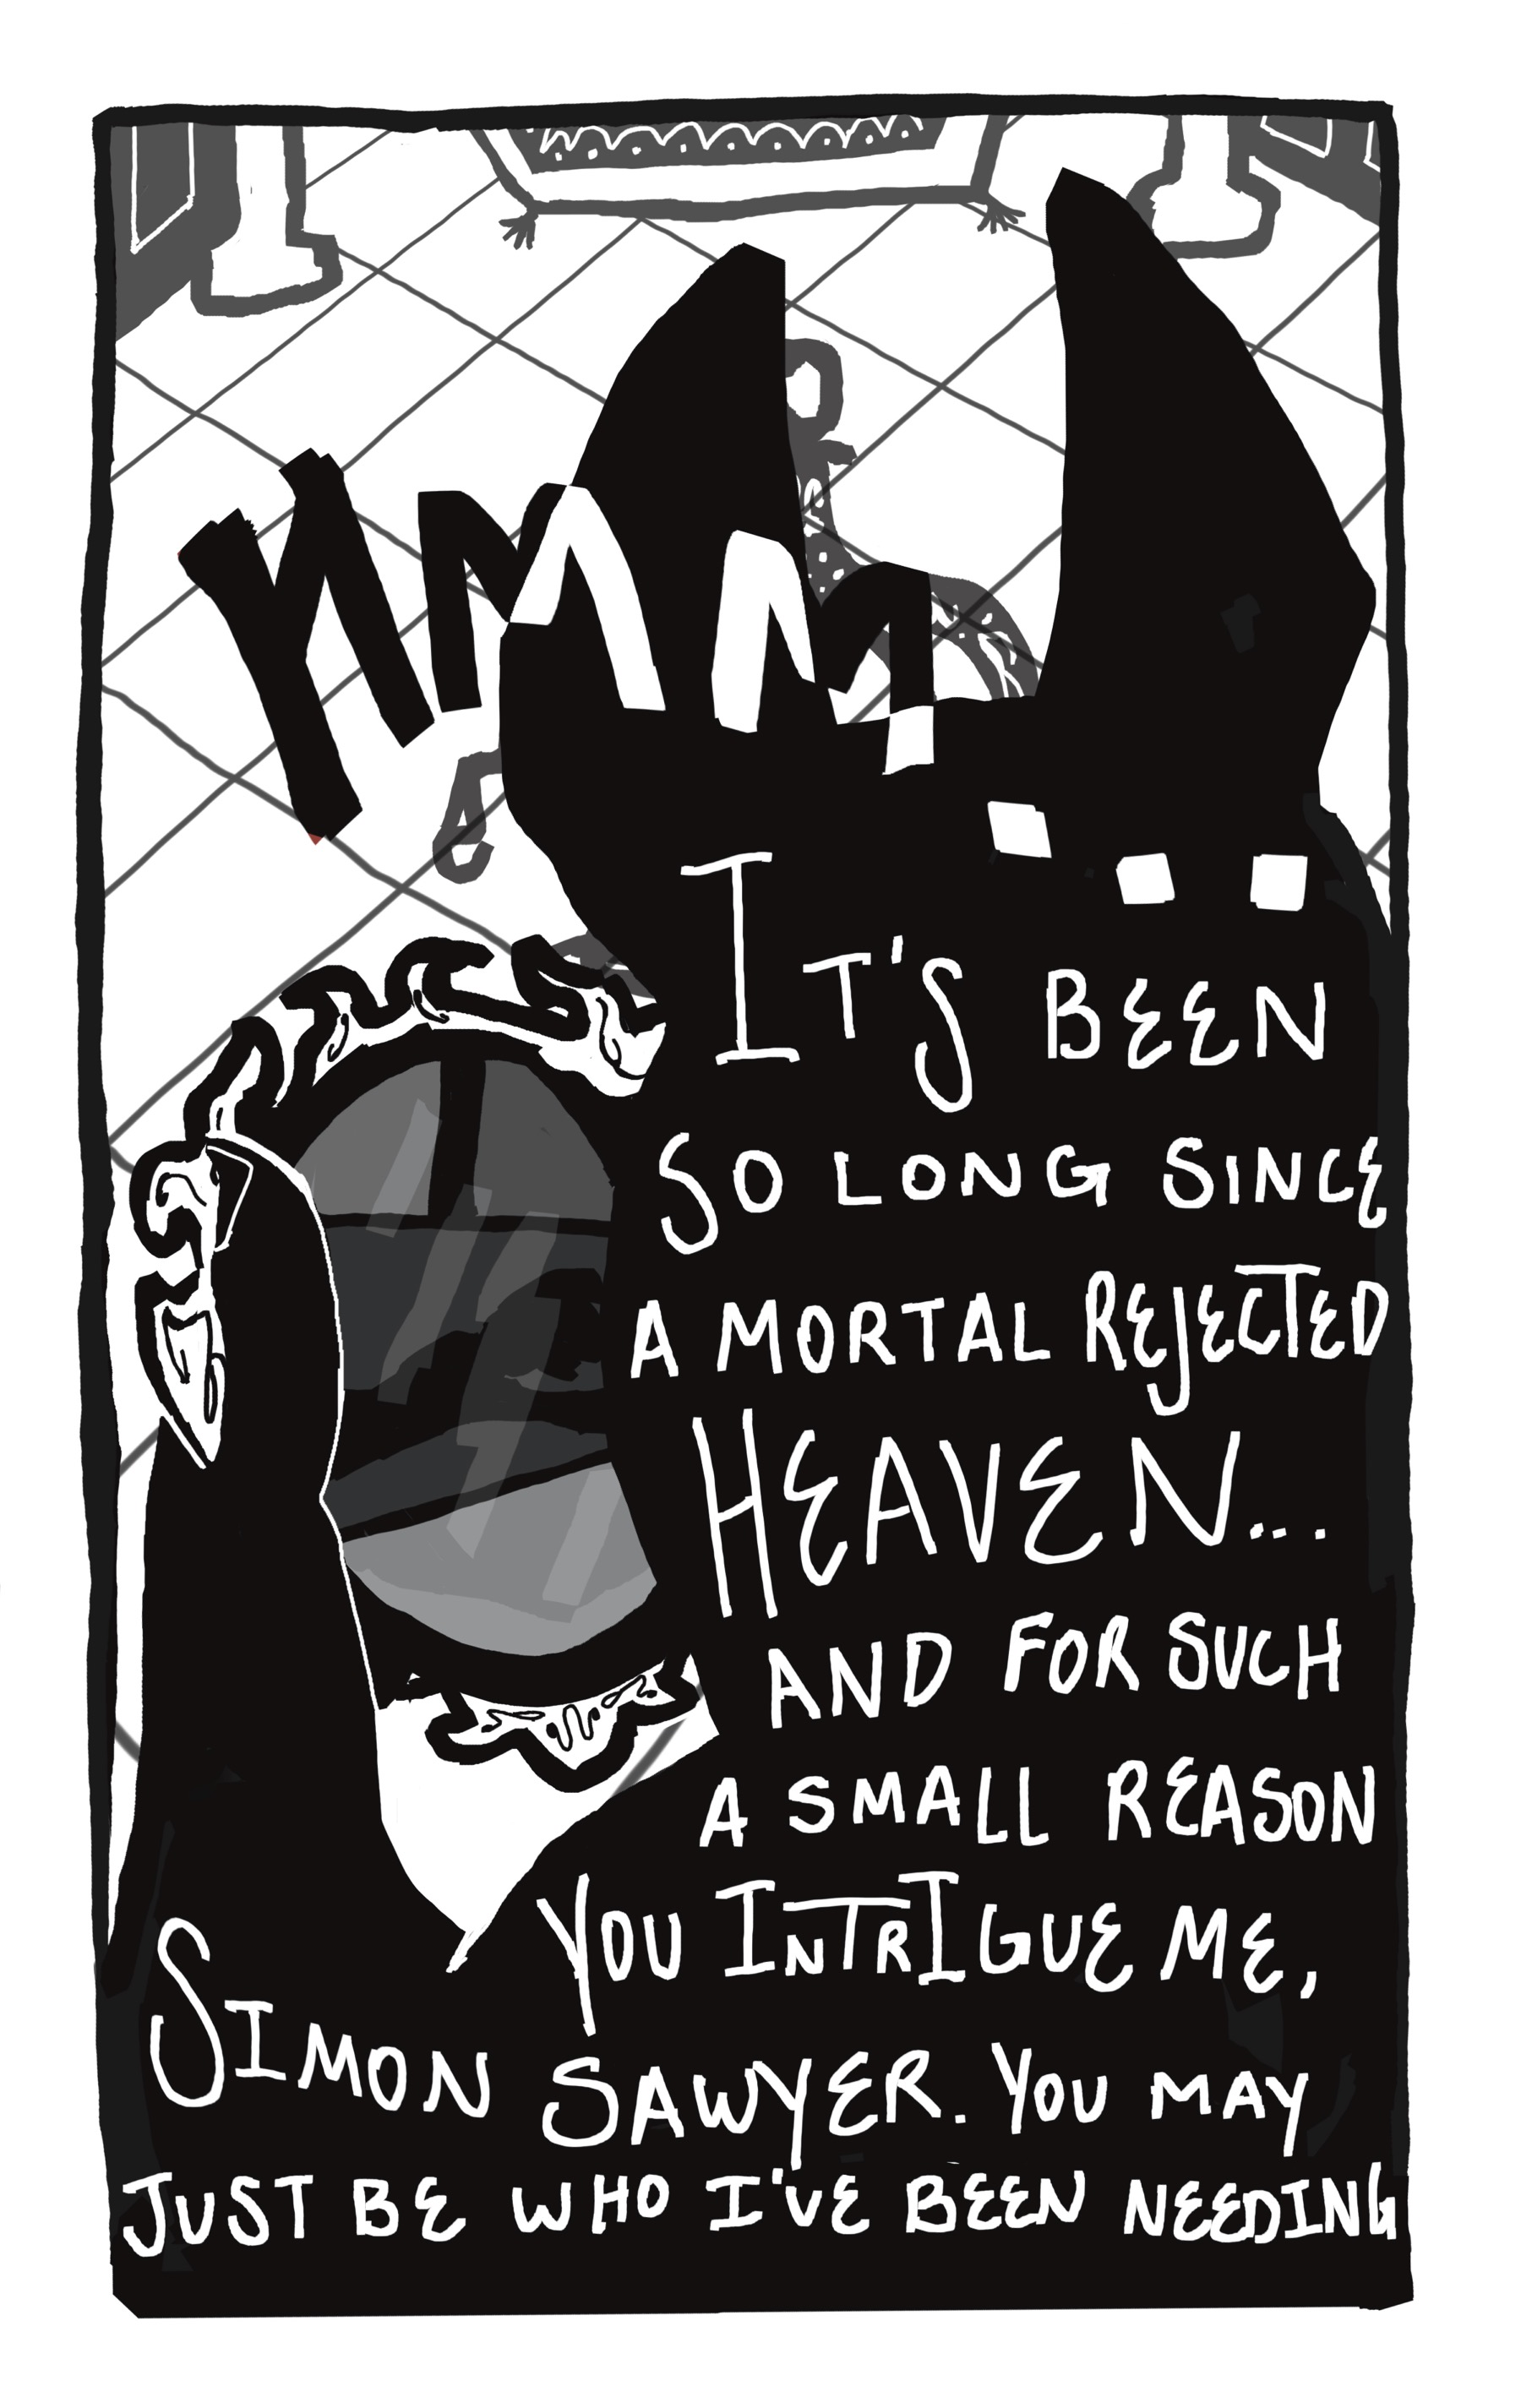 HMM...
IT'S BEEN
SO LONG SINCE
A MORTAL REJECTED
HEAVEN...
AND FOR SUCH
A SMALL REASON
YOU INTRIGUE ME,
SIMON SAWYER. YOU MAY
JUST BE WHO I'VE BEEN NEEDING